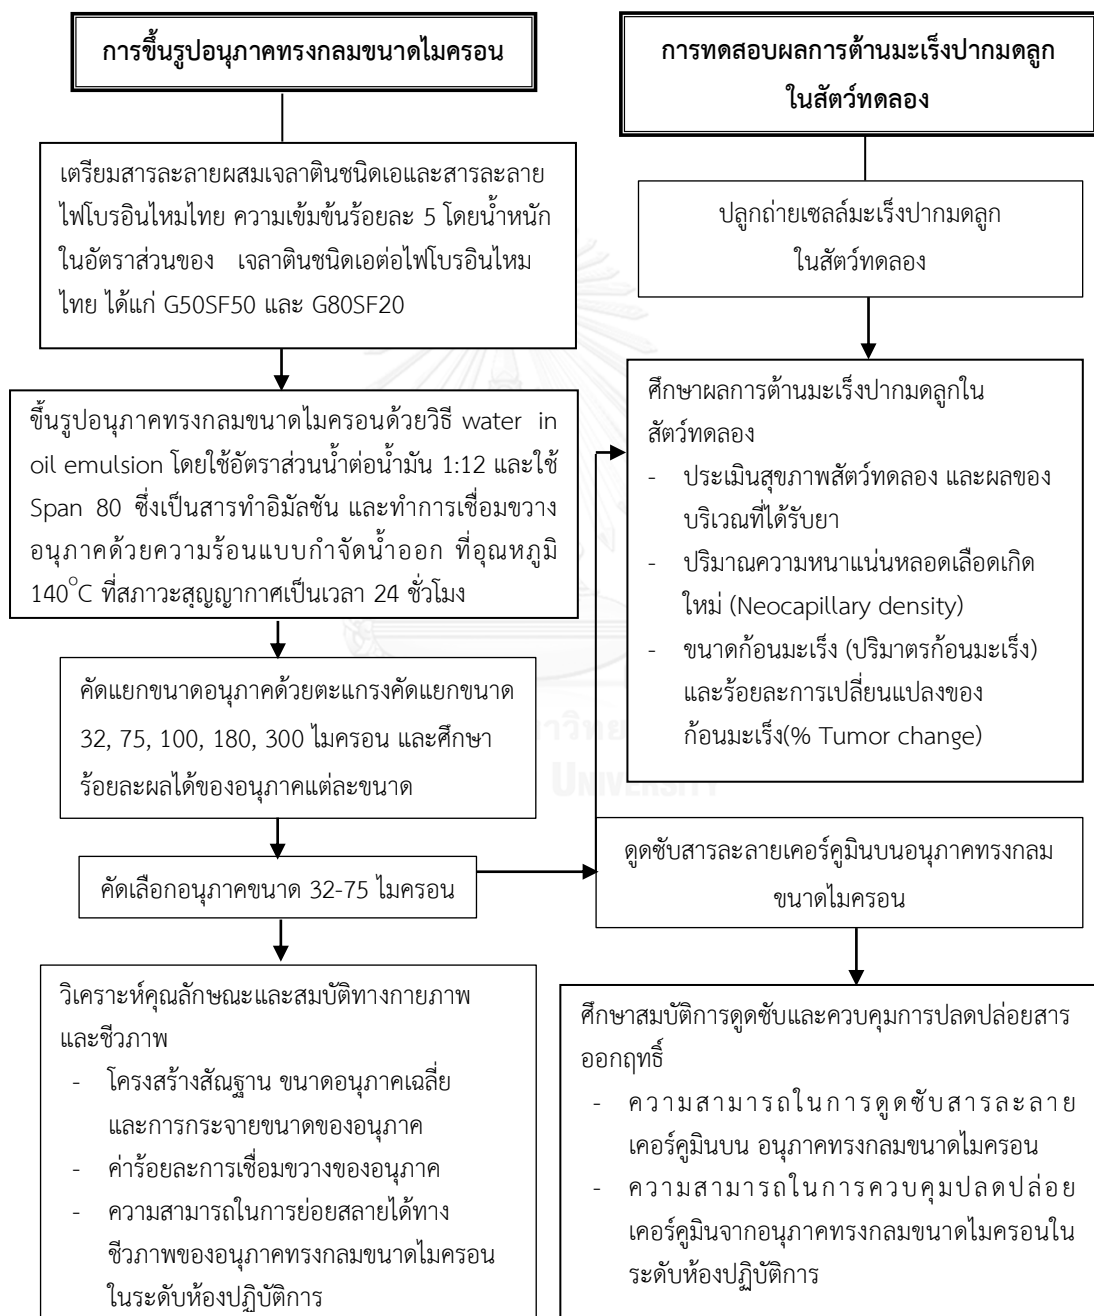 การขึ้นรูปอนุภาคทรงกลมขนาดไมครอน
เตรียมสารละลายผสมเจลาตินชนิดเอและสารละลาย
ไฟโบรอินไหมไทย ความเข้มข้นร้อยละ 5 โดยน้ำหนัก
ในอัตราส่วนของ เจลาตินชนิดเอต่อไฟโบรอินไหม
ไทย ได้แก่ G50SF50 และ G80SF20
ขึ้นรูปอนุภาคทรงกลมขนาดไมครอนด้วยวิธี water in
oil emulsion โดยใช้อัตราส่วนน้ำต่อน้ำมัน 1:12 และใช้
Span 80 ซึ่งเป็นสารทำอิมัลชัน และทำการเชื่อมขวาง
อนุภาคด้วยความร้อนแบบกำจัดน้ำออก ที่อุณหภูมิ
140°C ที่สภาวะสุญญากาศเป็นเวลา 24 ชั่วโมง
คัดแยกขนาดอนุภาคด้วยตะแกรงคัดแยกขนาด
32, 75, 100, 180, 300 ไมครอน และศึกษา
ร้อยละผลได้ของอนุภาคแต่ละขนาด
คัดเลือกอนุภาคขนาด 32-75 ไมครอน
วิเคราะห์คุณลักษณะและสมบัติทางกายภาพ
และชีวภาพ
- โครงสร้างสัณฐาน ขนาดอนุภาคเฉลี่ย
และการกระจายขนาดของอนุภาค
- ค่าร้อยละการเชื่อมขวางของอนุภาค
- ความสามารถในการย่อยสลายได้ทาง
ชีวภาพของอนุภาคทรงกลมขนาดไมครอน
ในระดับห้องปฏิบัติการ
การทดสอบผลการต้านมะเร็งปากมดลูก
ในสัตว์ทดลอง
ปลูกถ่ายเซลล์มะเร็งปากมดลูก
ในสัตว์ทดลอง
ศึกษาผลการต้านมะเร็งปากมดลูกใน
สัตว์ทดลอง
- ประเมินสุขภาพสัตว์ทดลอง และผลของ
บริเวณที่ได้รับยา
- ปริมาณความหนาแน่นหลอดเลือดเกิด
ใหม่ (Neocapillary density)
- ขนาดก้อนมะเร็ง (ปริมาตรก้อนมะเร็ง)
และร้อยละการเปลี่ยนแปลงของ
ก้อนมะเร็ง(% Tumor change)
UNIVERSITY
ดูดซับสารละลายเคอร์คูมินบนอนุภาคทรงกลม
ขนาดไมครอน
ศึกษาสมบัติการดูดซับและควบคุมการปลดปล่อยสาร
ออกฤทธิ์
- ความสามารถในการดูดซับสารละลาย
เคอร์คูมินบน อนุภาคทรงกลมขนาดไมครอน
- ความสามารถในการควบคุมปลดปล่อย
เคอร์คูมินจากอนุภาคทรงกลมขนาดไมครอนใน
ระดับห้องปฏิบัติการ